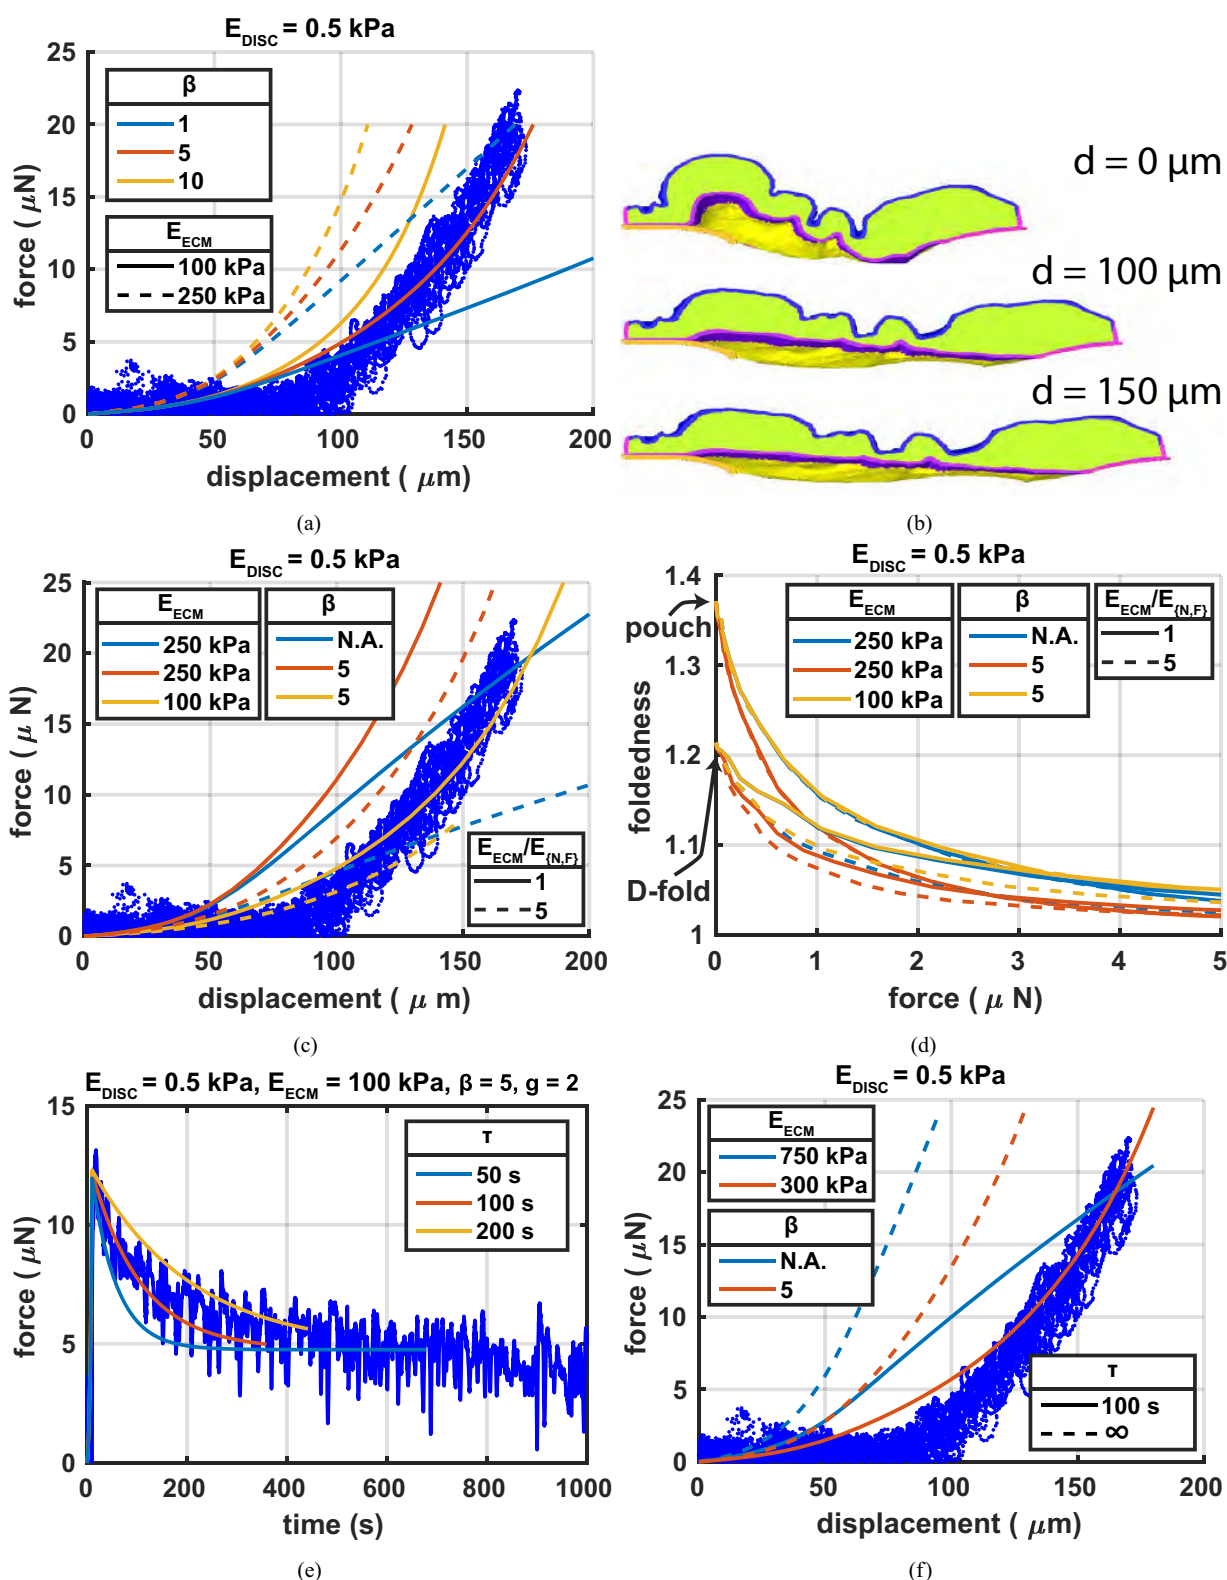 E_DISC = 0.5 kPa
25
20
15
10
5
0
force ( μN)
β
1
5
10
E_ECM
100 kPa
250 kPa
0 50 100 150 200
displacement ( μm)
(a)
d = 0 μm
d = 100 μm
d = 150 μm
(b)
E_DISC = 0.5 kPa
25
20
15
10
5
0
force ( μ N)
E_ECM
250 kPa
250 kPa
100 kPa
β
N.A.
5
5
E_ECM/E_{N,F}
1
5
0 50 100 150 200
displacement ( μ m)
(c)
E_DISC = 0.5 kPa
1.4
1.3
1.2
1.1
1
foldedness
pouch
D-fold
E_ECM
250 kPa
250 kPa
100 kPa
β
N.A.
5
5
E_ECM/E_{N,F}
1
5
0 1 2 3 4 5
force ( μ N)
(d)
E_DISC = 0.5 kPa, E_ECM = 100 kPa, β = 5, g = 2
15
10
5
0
force ( μN)
τ
50 s
100 s
200 s
0 200 400 600 800 1000
time (s)
(e)
E_DISC = 0.5 kPa
25
20
15
10
5
0
force ( μN)
E_ECM
750 kPa
300 kPa
β
N.A.
5
τ
100 s
∞
0 50 100 150 200
displacement ( μm)
(f)